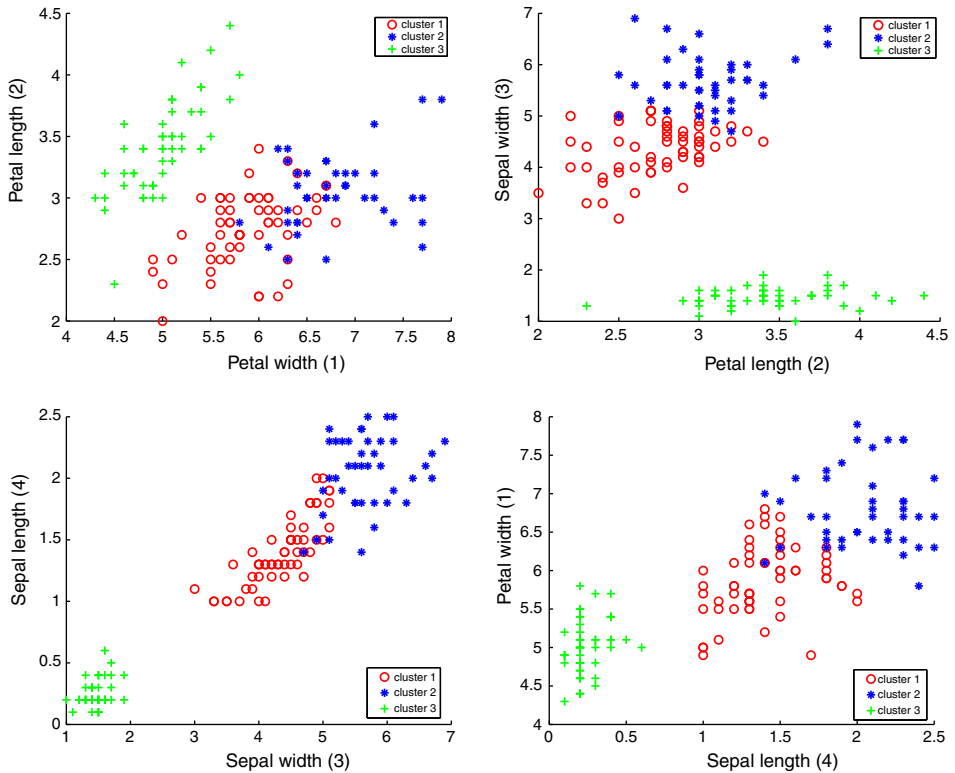 cluster 1
cluster 2
cluster 3
4.5
4
3.5
3
2.5
2
Petal length (2)
4 4.5 5 5.5 6 6.5 7 7.5 8
Petal width (1)
cluster 1
cluster 2
cluster 3
7
6
5
4
3
2
1
Sepal width (3)
2 2.5 3 3.5 4 4.5
Petal length (2)
2.5
2
1.5
1
0.5
0
Sepal length (4)
cluster 1
cluster 2
cluster 3
1 2 3 4 5 6 7
Sepal width (3)
8
7.5
7
6.5
6
5.5
5
4.5
4
Petal width (1)
cluster 1
cluster 2
cluster 3
0 0.5 1 1.5 2 2.5
Sepal length (4)